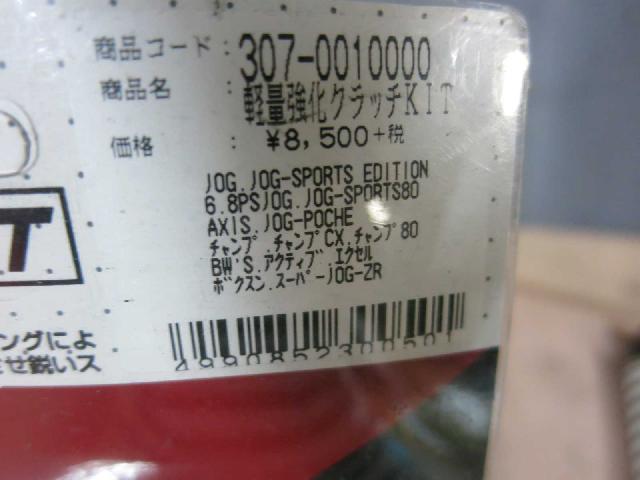 商品コード : 307-0010000
商品名 : 軽量強化クラッチKIT
価格 : ¥8,500+税
JOG.JOG-SPORTS EDITION
6.8PSJOG.JOG-SPORTS80
AXIS.JOG-POCHE
チャンプ.チャンプCX.チャンプ80
BW'S.アクティブ.エクセル
ボクスン.スーパーJOG-ZR
4990852300501
T
ングによ
ませ鋭いス